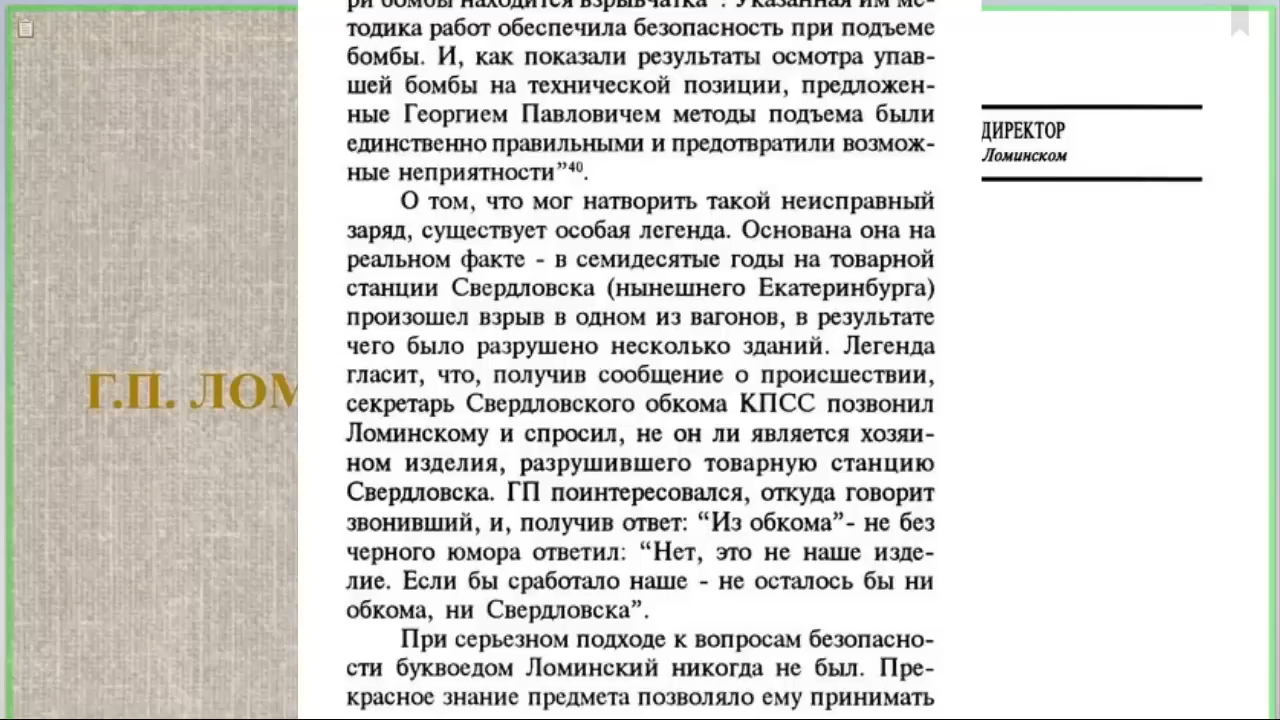 ри бомбы находится взрывчатка". Указанная им ме-
тодика работ обеспечила безопасность при подъеме
бомбы. И, как показали результаты осмотра упав-
шей бомбы на технической позиции, предложен-
ные Георгием Павловичем методы подъема были
единственно правильными и предотвратили возмож-
ные неприятности”⁴⁰.
О том, что мог натворить такой неисправный
заряд, существует особая легенда. Основана она на
реальном факте - в семидесятые годы на товарной
станции Свердловска (нынешнего Екатеринбурга)
произошел взрыв в одном из вагонов, в результате
чего было разрушено несколько зданий. Легенда
гласит, что, получив сообщение о происшествии,
секретарь Свердловского обкома КПСС позвонил
Ломинскому и спросил, не он ли является хозяи-
ном изделия, разрушившего товарную станцию
Свердловска. ГП поинтересовался, откуда говорит
звонивший, и, получив ответ: “Из обкома”- не без
черного юмора ответил: “Нет, это не наше изде-
лие. Если бы сработало наше - не осталось бы ни
обкома, ни Свердловска”.
При серьезном подходе к вопросам безопасно-
сти буквоедом Ломинский никогда не был. Пре-
красное знание предмета позволяло ему принимать
Г.П. ЛОМ
ДИРЕКТОР
Ломинском